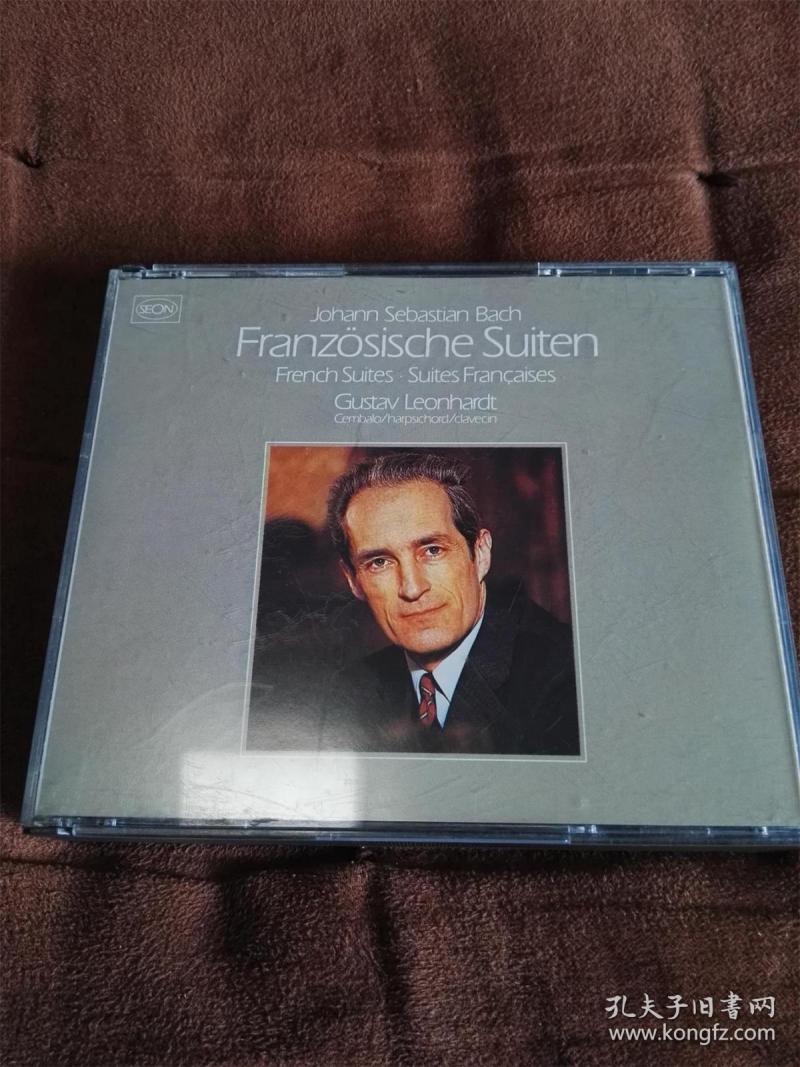 SEON
Johann Sebastian Bach
Französische Suiten
French Suites · Suites Françaises
Gustav Leonhardt
Cembalo/harpsichord/clavecin
孔夫子旧書网
www.kongfz.com